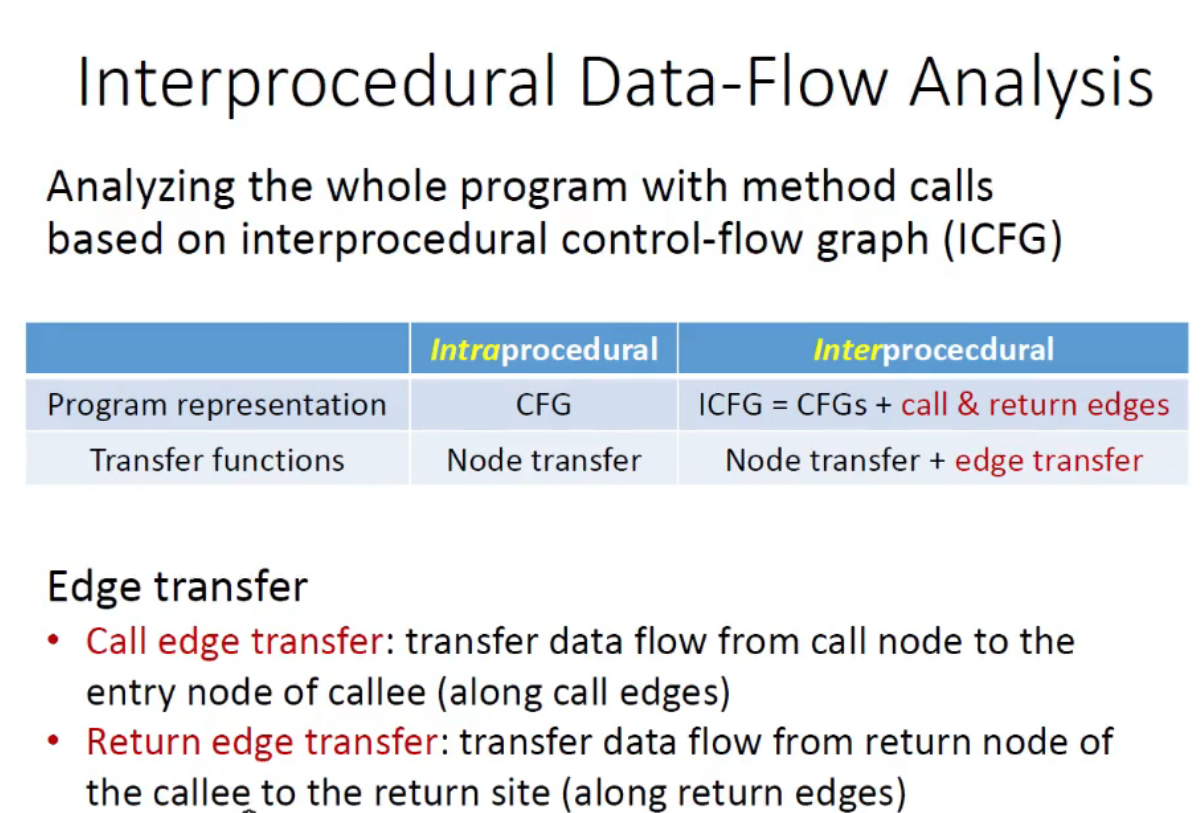 Interprocedural Data-Flow Analysis
Analyzing the whole program with method calls
based on interprocedural control-flow graph (ICFG)
Intraprocedural Interprocecdural
Program representation CFG ICFG = CFGs + call & return edges
Transfer functions Node transfer Node transfer + edge transfer
Edge transfer
• Call edge transfer: transfer data flow from call node to the
entry node of callee (along call edges)
• Return edge transfer: transfer data flow from return node of
the callee to the return site (along return edges)